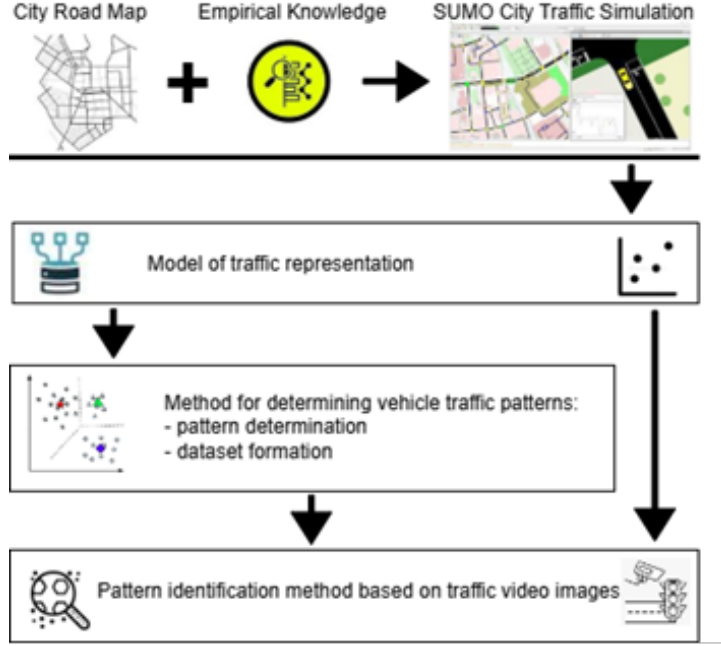 City Road Map
Empirical Knowledge
SUMO City Traffic Simulation
Model of traffic representation
Method for determining vehicle traffic patterns:
- pattern determination
- dataset formation
Pattern identification method based on traffic video images